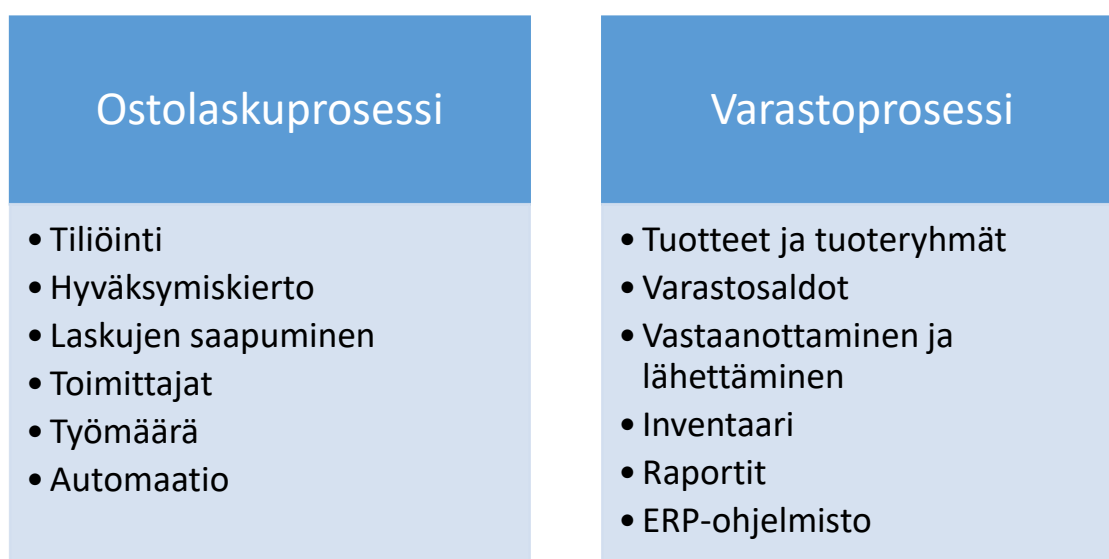 Ostolaskuprosessi
• Tiliöinti
• Hyväksymiskierto
• Laskujen saapuminen
• Toimittajat
• Työmäärä
• Automaatio
Varastoprosessi
• Tuotteet ja tuoteryhmät
• Varastosaldot
• Vastaanottaminen ja
lähettäminen
• Inventaari
• Raportit
• ERP-ohjelmisto